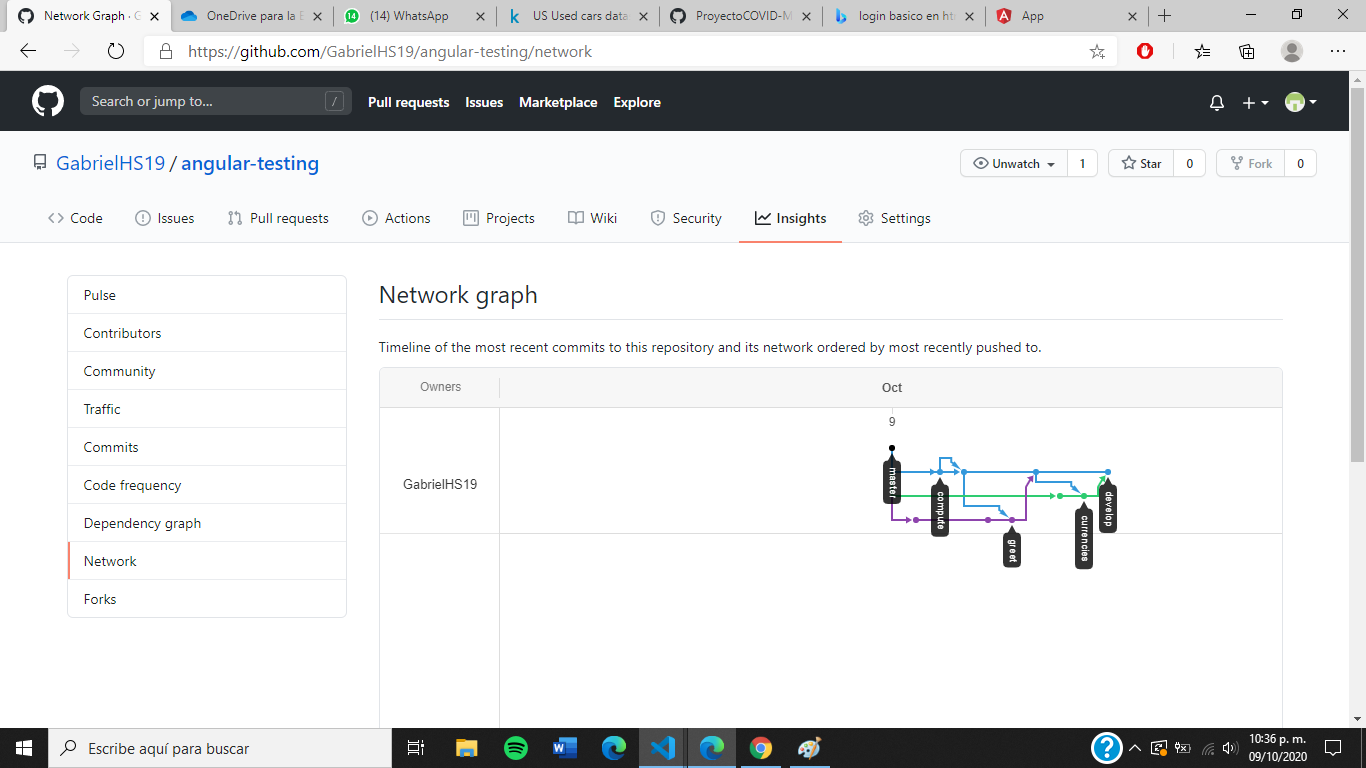 Network Graph · G
OneDrive para la E
(14) WhatsApp
US Used cars data
ProyectoCOVID-M
login basico en ht
App
https://github.com/GabrielHS19/angular-testing/network
Search or jump to...
/
Pull requests
Issues
Marketplace
Explore
GabrielHS19 / angular-testing
Unwatch
1
Star
0
Fork
0
Code
Issues
Pull requests
Actions
Projects
Wiki
Security
Insights
Settings
Pulse
Contributors
Community
Traffic
Commits
Code frequency
Dependency graph
Network
Forks
Network graph
Timeline of the most recent commits to this repository and its network ordered by most recently pushed to.
Owners
Oct
9
GabrielHS19
master
compute
greet
currencies
develop
Escribe aquí para buscar
10:36 p. m.
09/10/2020